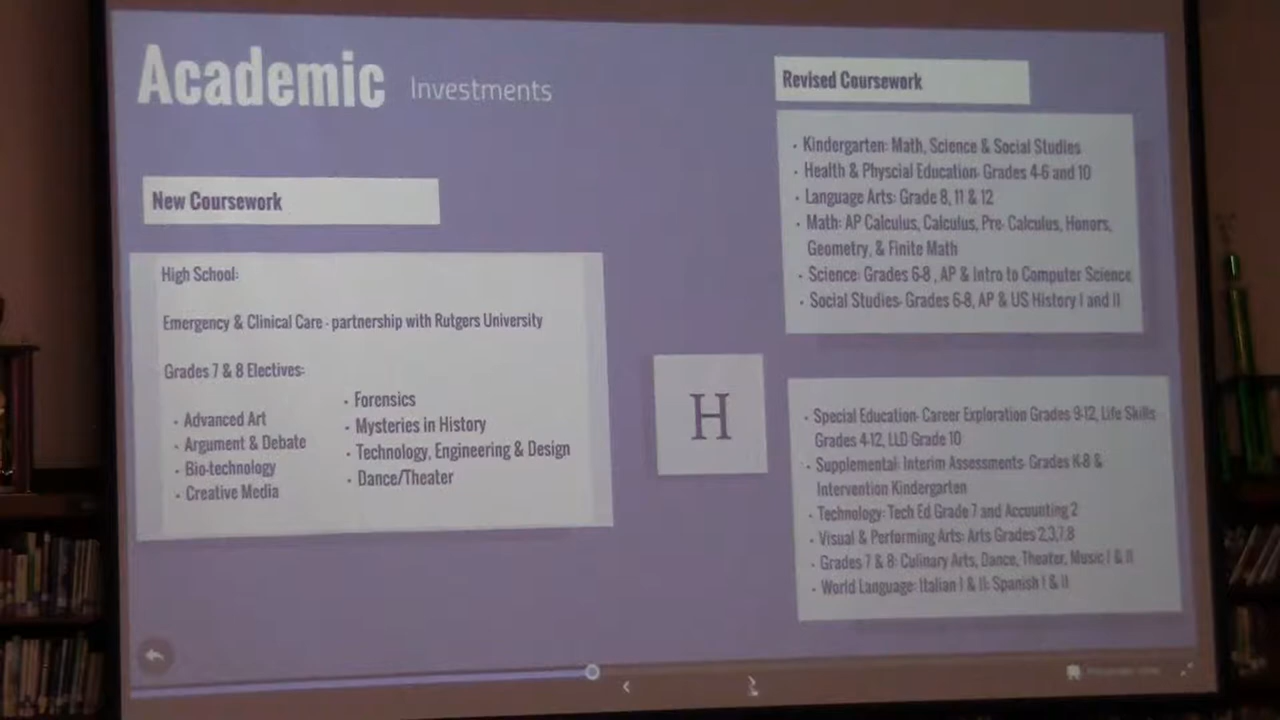 Academic Investments
New Coursework
High School:
Emergency & Clinical Care - partnership with Rutgers University
Grades 7 & 8 Electives:
• Advanced Art
• Argument & Debate
• Bio-technology
• Creative Media
• Forensics
• Mysteries in History
• Technology, Engineering & Design
• Dance/Theater
H
Revised Coursework
• Kindergarten: Math, Science & Social Studies
• Health & Physcial Education- Grades 4-6 and 10
• Language Arts: Grade 8, 11 & 12
• Math: AP Calculus, Calculus, Pre- Calculus, Honors,
Geometry, & Finite Math
• Science: Grades 6-8 , AP & Intro to Computer Science
• Social Studies- Grades 6-8, AP & US History I and II
• Special Education- Career Exploration Grades 9-12, Life Skills
Grades 4-12, LLD Grade 10
• Supplemental: Interim Assessments- Grades K-8 &
Intervention Kindergarten
• Technology: Tech Ed Grade 7 and Accounting 2
• Visual & Performing Arts: Arts Grades 2,3,7,8
• Grades 7 & 8: Culinary Arts, Dance, Theater, Music I & II
• World Language: Italian I & II: Spanish I & II